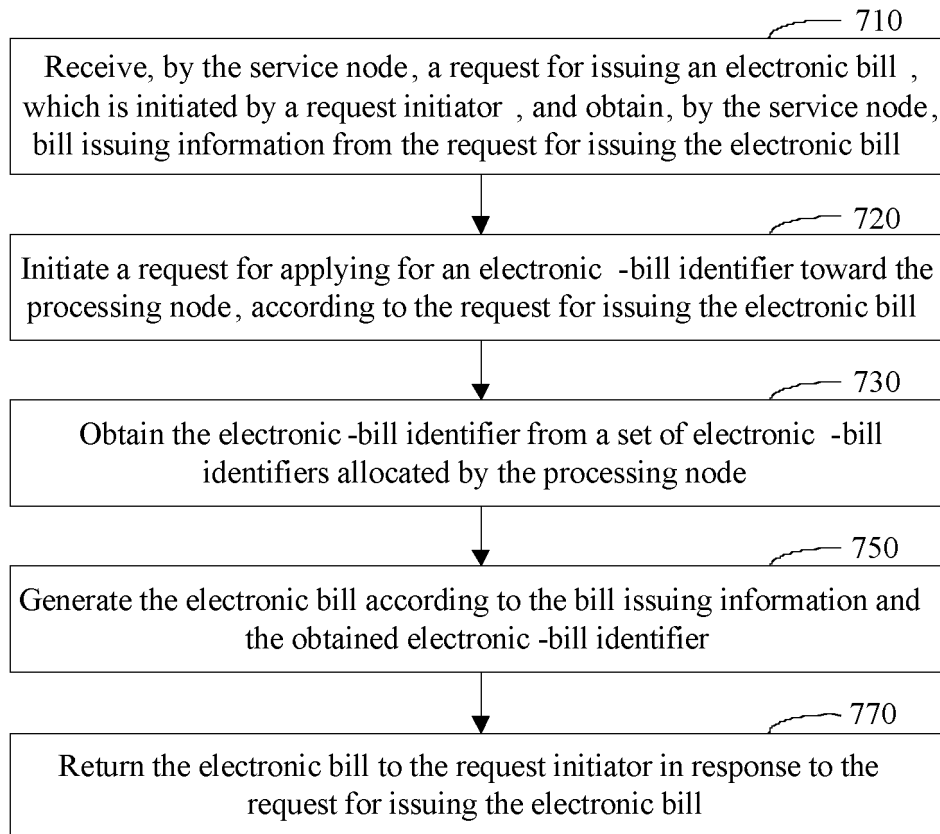 710
Receive, by the service node, a request for issuing an electronic bill ,
which is initiated by a request initiator , and obtain, by the service node,
bill issuing information from the request for issuing the electronic bill
720
Initiate a request for applying for an electronic -bill identifier toward the
processing node, according to the request for issuing the electronic bill
730
Obtain the electronic -bill identifier from a set of electronic -bill
identifiers allocated by the processing node
750
Generate the electronic bill according to the bill issuing information and
the obtained electronic -bill identifier
770
Return the electronic bill to the request initiator in response to the
request for issuing the electronic bill